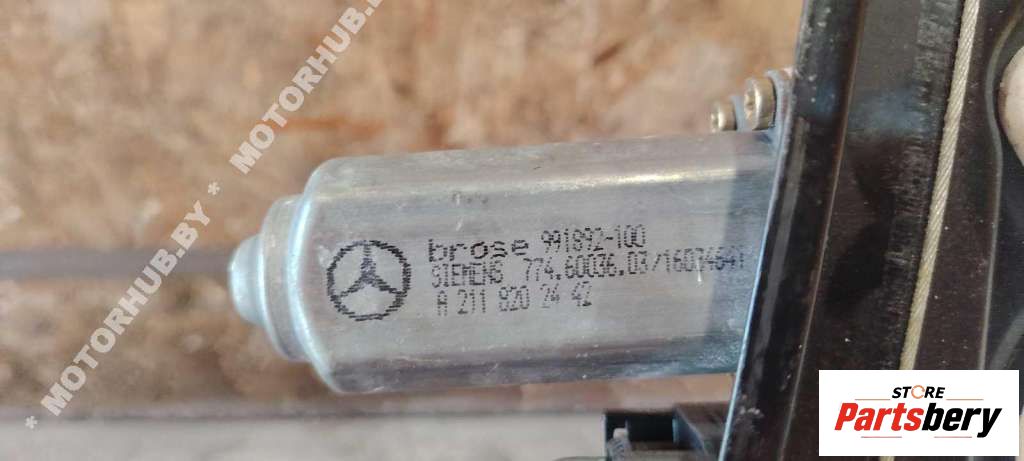 * MOTORHUB.BY * MOTORHUB.BY
brose 991892-100
SIEMENS 774.60036.03/
A 211 820 24 42
STORE
Partsbery